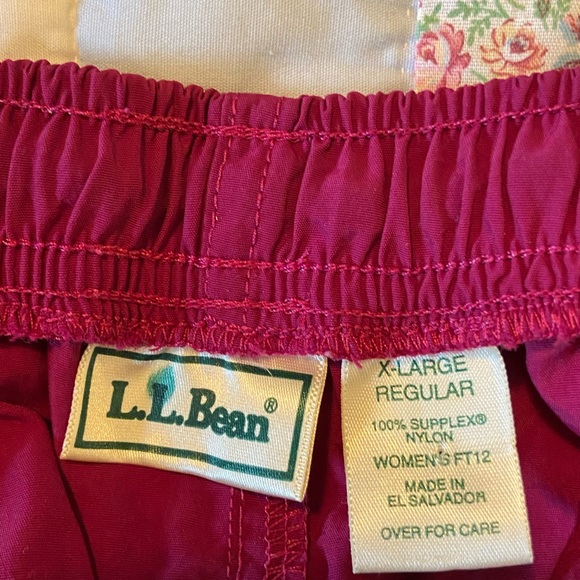 L.L.Bean®
X-LARGE
REGULAR
100% SUPPLEX®
NYLON
WOMEN'S FT12
MADE IN
EL SALVADOR
OVER FOR CARE